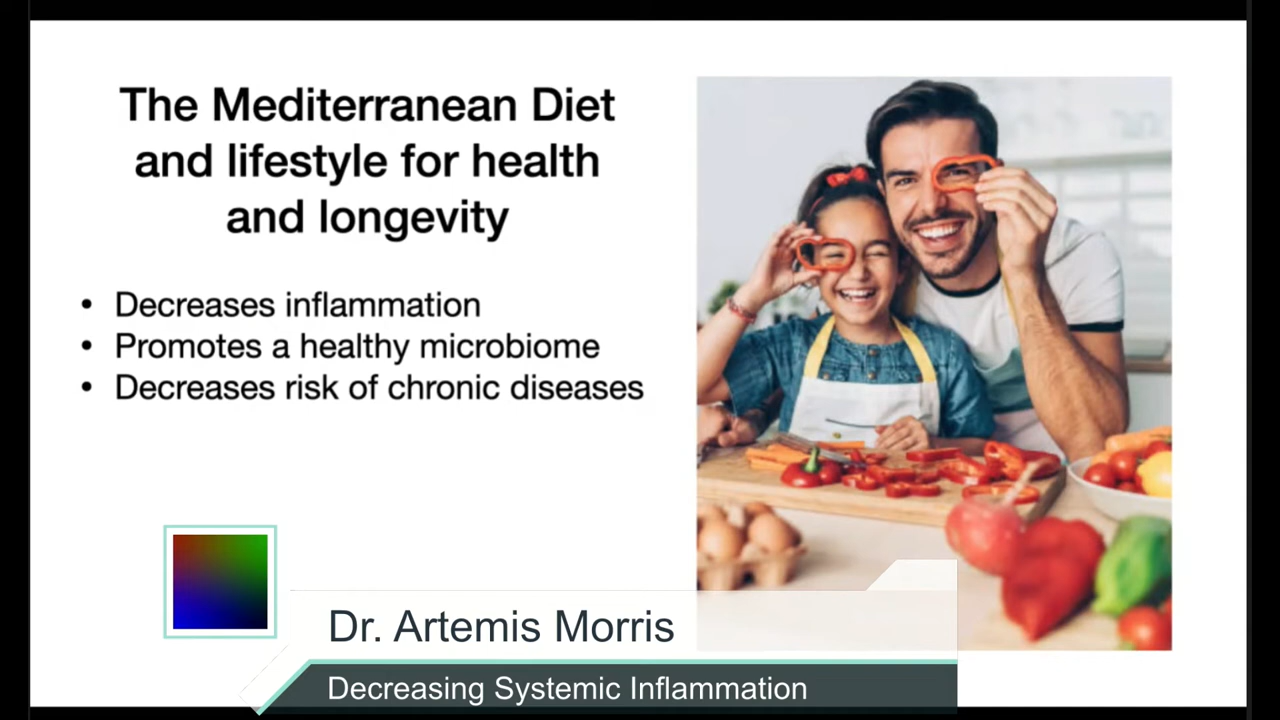 The Mediterranean Diet
and lifestyle for health
and longevity
• Decreases inflammation
• Promotes a healthy microbiome
• Decreases risk of chronic diseases
Dr. Artemis Morris
Decreasing Systemic Inflammation